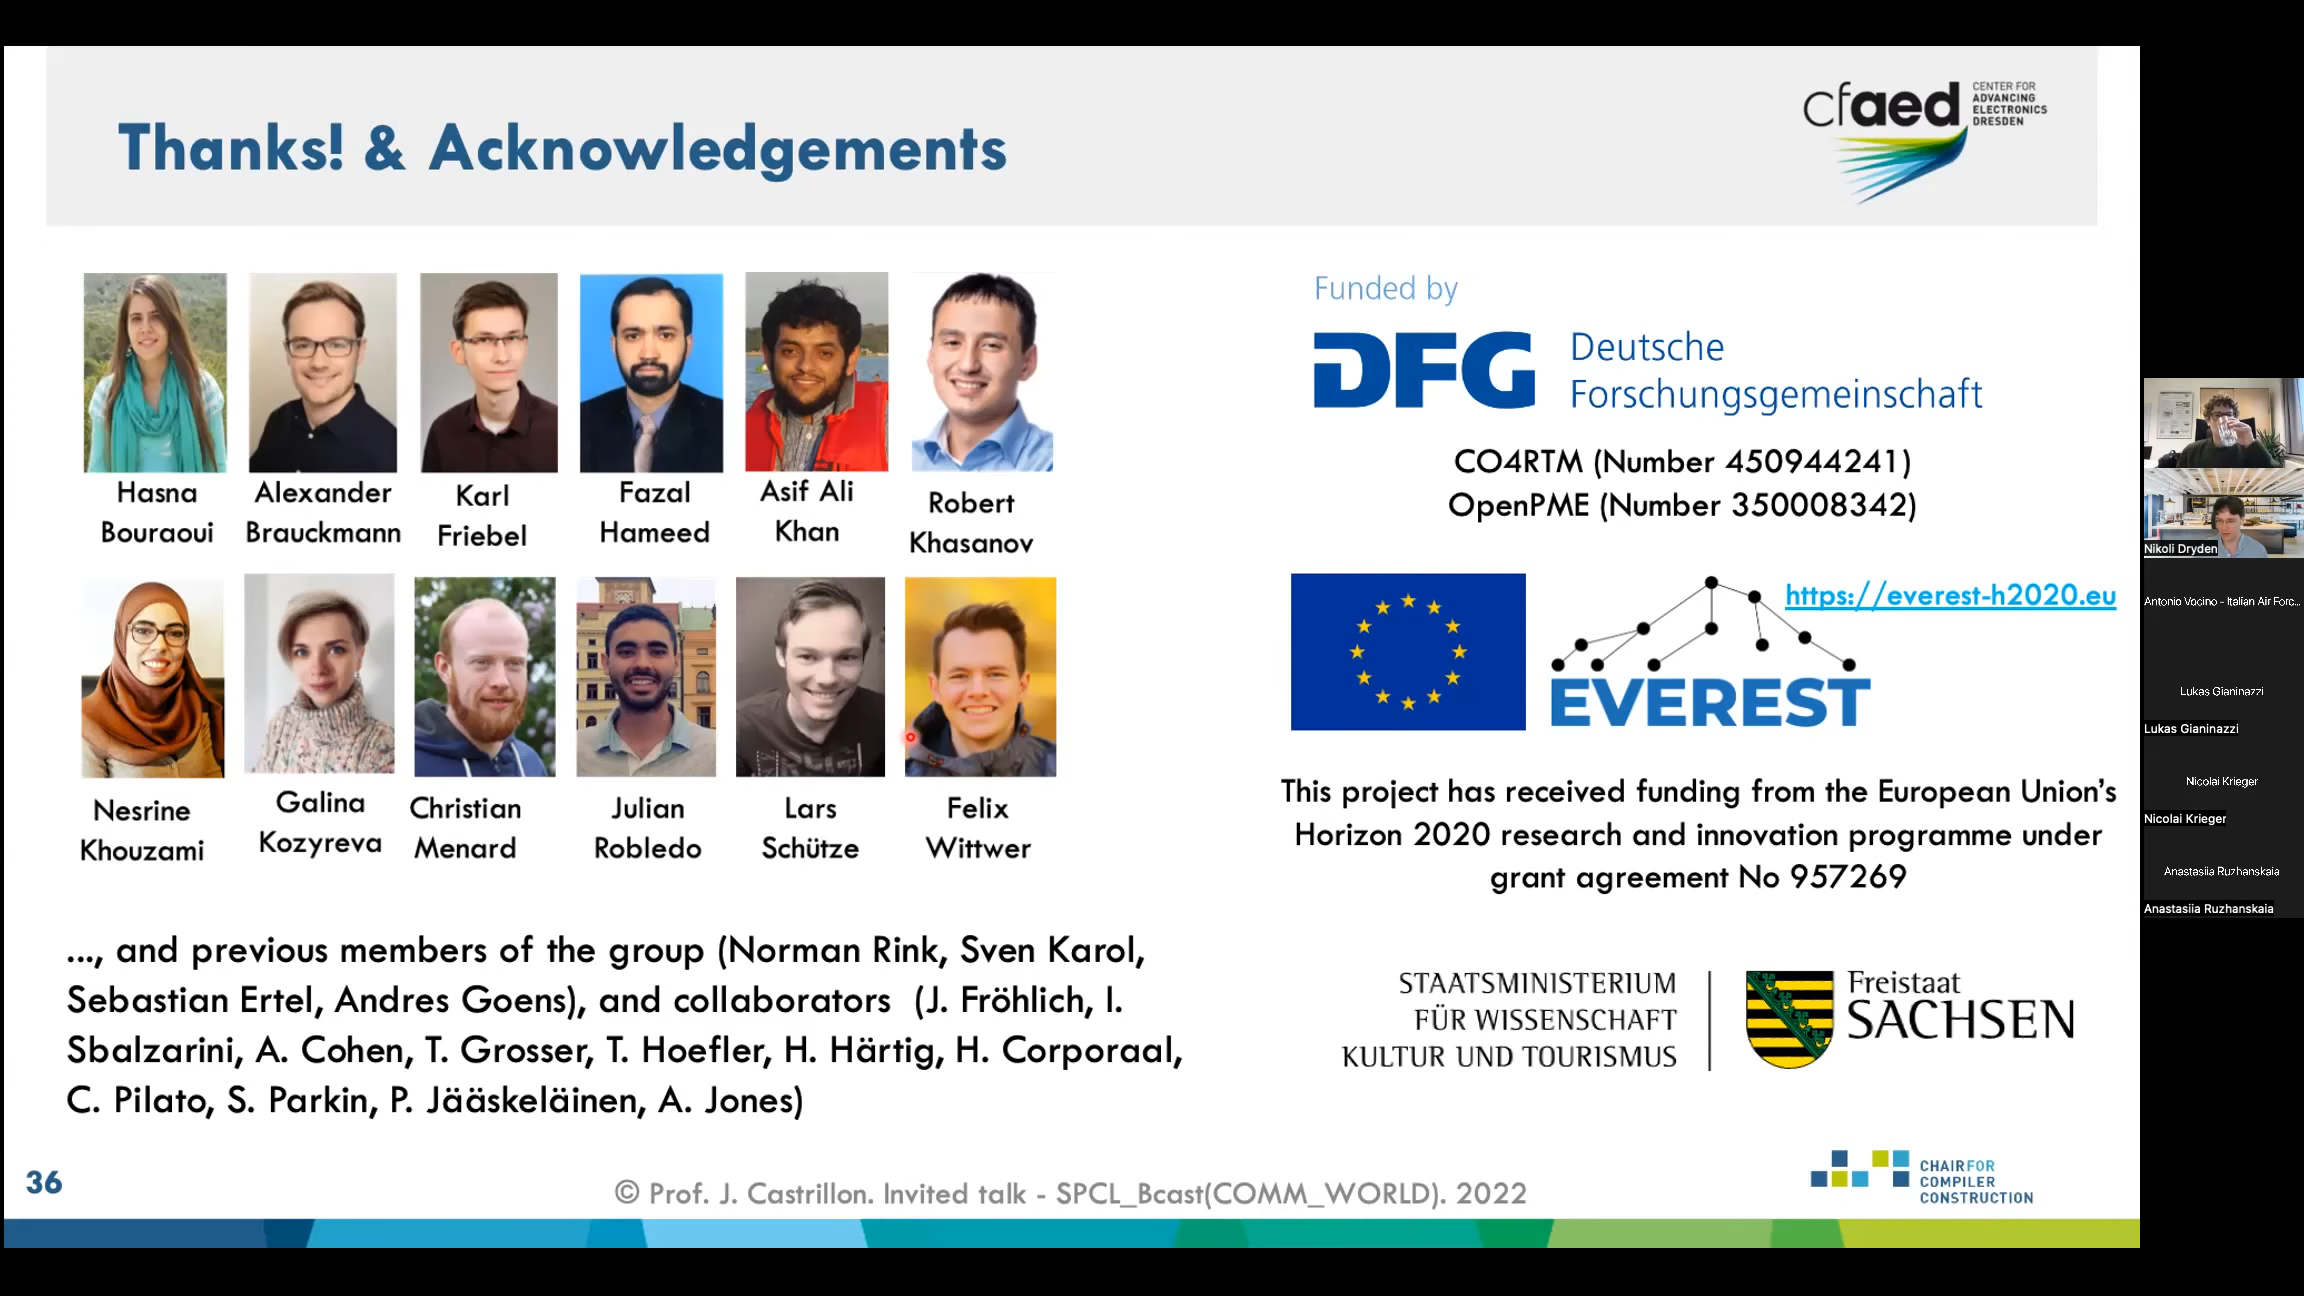 Thanks! & Acknowledgements
cfaed
CENTER FOR
ADVANCING
ELECTRONICS
DRESDEN
Hasna
Bouraoui
Alexander
Brauckmann
Karl
Friebel
Fazal
Hameed
Asif Ali
Khan
Robert
Khasanov
Nesrine
Khouzami
Galina
Kozyreva
Christian
Menard
Julian
Robledo
Lars
Schütze
Felix
Wittwer
..., and previous members of the group (Norman Rink, Sven Karol,
Sebastian Ertel, Andres Goens), and collaborators (J. Fröhlich, I.
Sbalzarini, A. Cohen, T. Grosser, T. Hoefler, H. Härtig, H. Corporaal,
C. Pilato, S. Parkin, P. Jääskeläinen, A. Jones)
Funded by
DFG
Deutsche
Forschungsgemeinschaft
CO4RTM (Number 450944241)
OpenPME (Number 350008342)
https://everest-h2020.eu
EVEREST
This project has received funding from the European Union's
Horizon 2020 research and innovation programme under
grant agreement No 957269
STAATSMINISTERIUM
FÜR WISSENSCHAFT
KULTUR UND TOURISMUS
Freistaat
SACHSEN
36
© Prof. J. Castrillon. Invited talk - SPCL_Bcast(COMM_WORLD). 2022
CHAIR FOR
COMPILER
CONSTRUCTION
Nikoli Dryden
Antonio Vocino - Italian Air Forc...
Lukas Gianinazzi
Lukas Gianinazzi
Nicolai Krieger
Nicolai Krieger
Anastasiia Ruzhanskaia
Anastasiia Ruzhanskaia